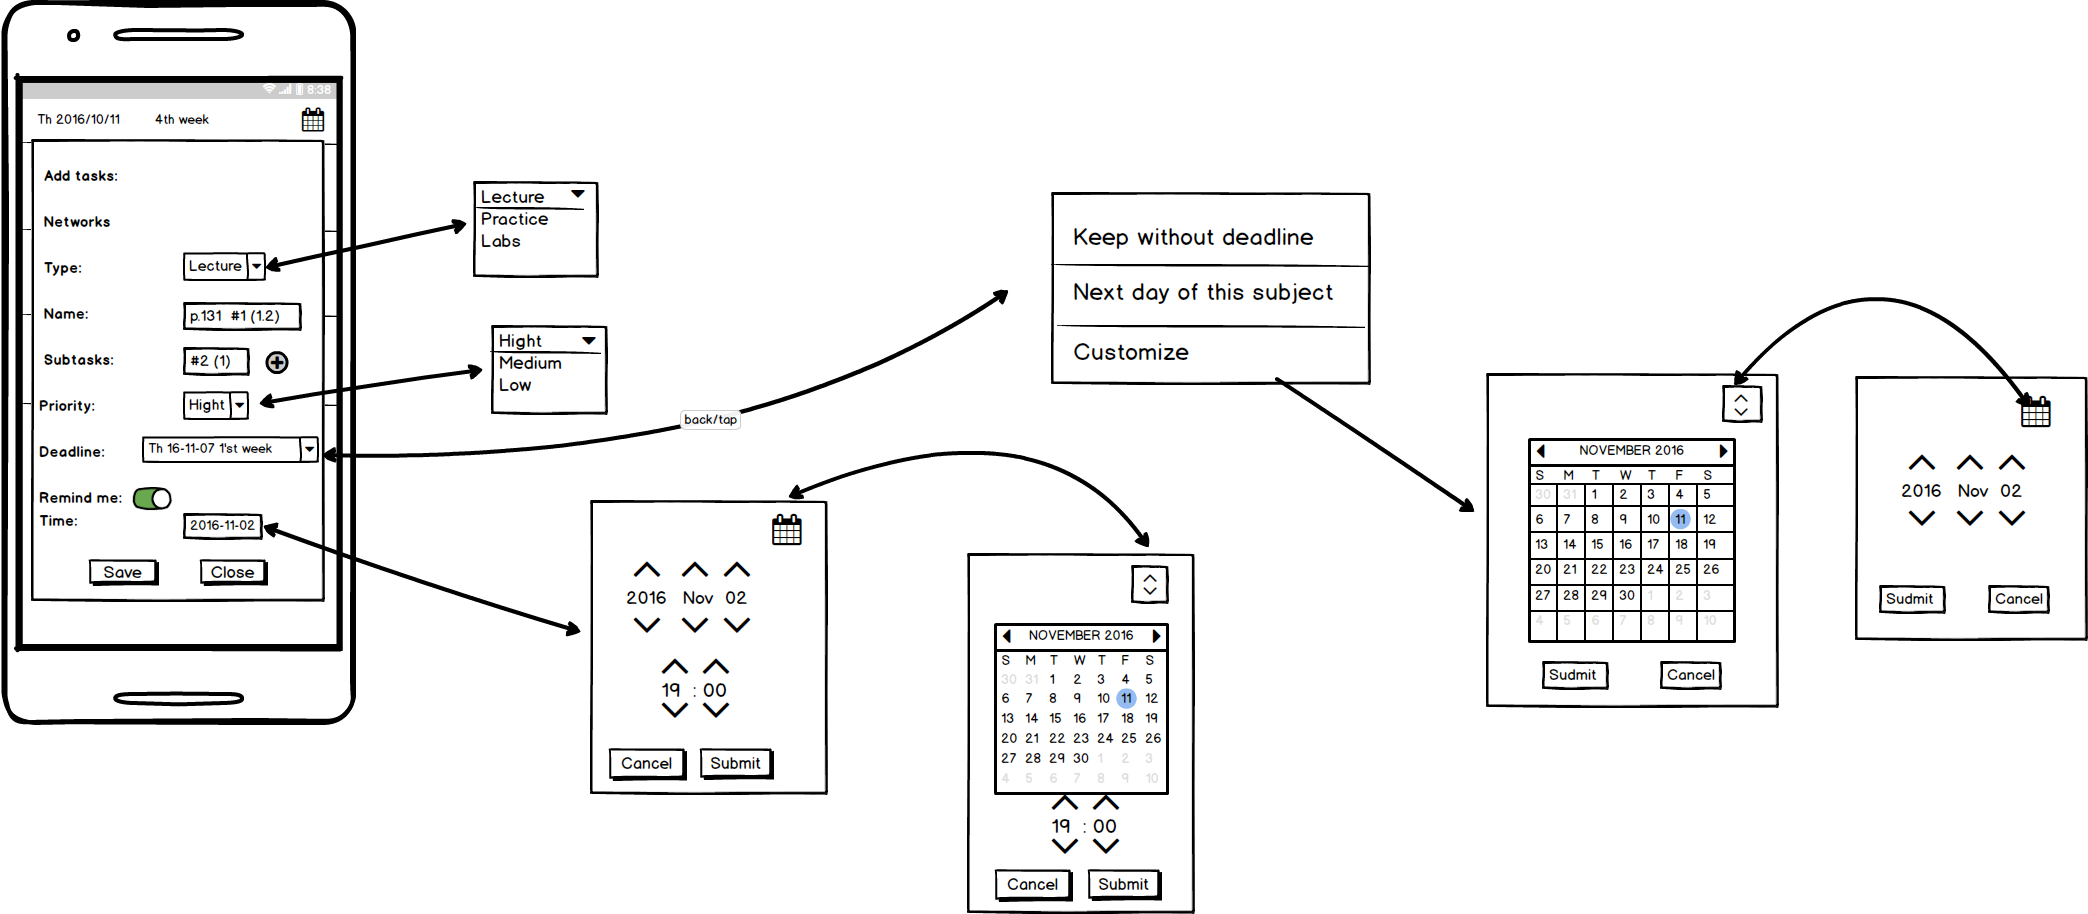 8:38
Th 2016/10/11 4th week
Add tasks:
Networks
Type: Lecture
Name: p.131 #1 (1.2)
Subtasks: #2 (1)
Priority: Hight
Deadline: Th 16-11-07 1'st week
Remind me:
Time: 2016-11-02
Save Close
Lecture
Practice
Labs
Hight
Medium
Low
back/tap
Keep without deadline
Next day of this subject
Customize
2016 Nov 02
19 : 00
Cancel Submit
NOVEMBER 2016
S M T W T F S
30 31 1 2 3 4 5
6 7 8 9 10 11 12
13 14 15 16 17 18 19
20 21 22 23 24 25 26
27 28 29 30 1 2 3
4 5 6 7 8 9 10
19 : 00
Cancel Submit
NOVEMBER 2016
S M T W T F S
30 31 1 2 3 4 5
6 7 8 9 10 11 12
13 14 15 16 17 18 19
20 21 22 23 24 25 26
27 28 29 30 1 2 3
4 5 6 7 8 9 10
Sudmit Cancel
2016 Nov 02
Sudmit Cancel